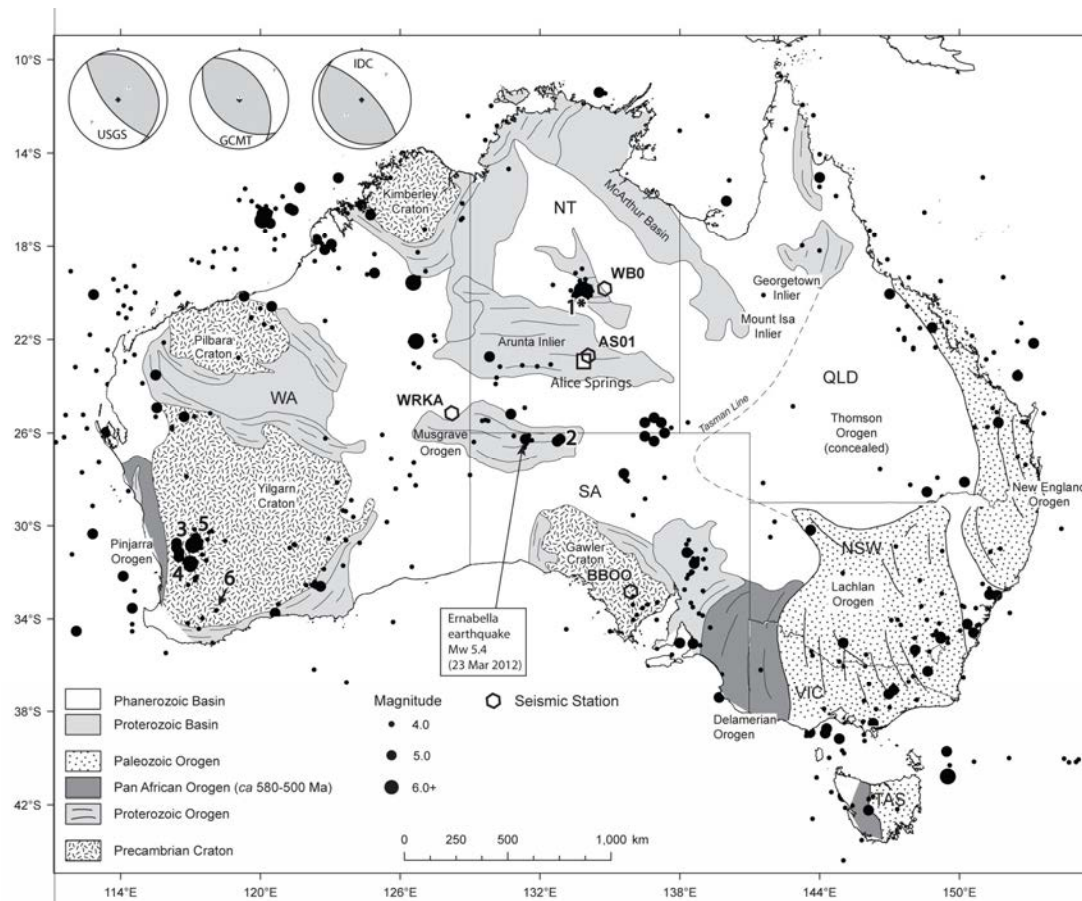 10°S
14°S
18°S
22°S
26°S
30°S
34°S
38°S
42°S
USGS
GCMT
IDC
Kimberley
Craton
NT
McArthur Basin
WB0
1*
Georgetown
Inlier
Mount Isa
Inlier
Pilbara
Craton
Arunta Inlier
AS01
Alice Springs
Tasman Line
QLD
WA
WRKA
Thomson
Orogen
(concealed)
Musgrave
Orogen
2
Yilgarn
Craton
SA
New England
Orogen
3
5
Pinjarra
Orogen
4
6
Gawler
Craton
BBOO
NSW
Lachlan
Orogen
Ernabella
earthquake
Mw 5.4
(23 Mar 2012)
VIC
Delamerian
Orogen
TAS
Phanerozoic Basin
Proterozoic Basin
Paleozoic Orogen
Pan African Orogen (ca 580-500 Ma)
Proterozoic Orogen
Precambrian Craton
Magnitude
4.0
5.0
6.0+
Seismic Station
0 250 500 1,000 km
114°E 120°E 126°E 132°E 138°E 144°E 150°E